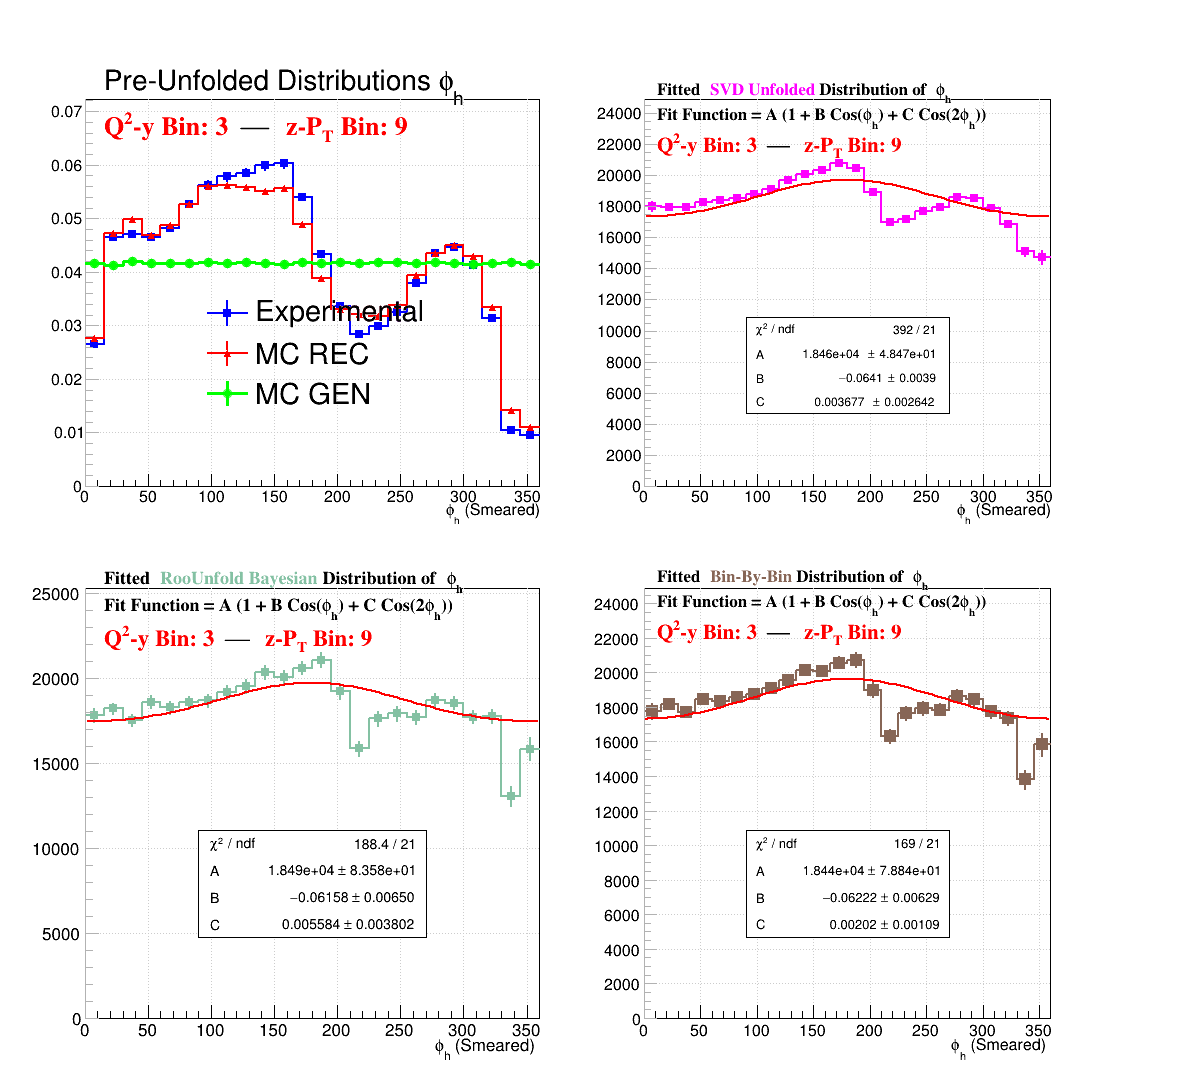 Pre-Unfolded Distributions ϕh
Q²-y Bin: 3 — z-PT Bin: 9
0.07
0.06
0.05
0.04
0.03
0.02
0.01
0
Experimental
MC REC
MC GEN
0 50 100 150 200 250 300 350
ϕh (Smeared)
Fitted SVD Unfolded Distribution of ϕh
Fit Function = A (1 + B Cos(ϕh) + C Cos(2ϕh))
Q²-y Bin: 3 — z-PT Bin: 9
24000
22000
20000
18000
16000
14000
12000
10000
8000
6000
4000
2000
0
χ² / ndf 392 / 21
A 1.846e+04 ± 4.847e+01
B −0.0641 ± 0.0039
C 0.003677 ± 0.002642
0 50 100 150 200 250 300 350
ϕh (Smeared)
Fitted RooUnfold Bayesian Distribution of ϕh
Fit Function = A (1 + B Cos(ϕh) + C Cos(2ϕh))
Q²-y Bin: 3 — z-PT Bin: 9
25000
20000
15000
10000
5000
0
χ² / ndf 188.4 / 21
A 1.849e+04 ± 8.358e+01
B −0.06158 ± 0.00650
C 0.005584 ± 0.003802
0 50 100 150 200 250 300 350
ϕh (Smeared)
Fitted Bin-By-Bin Distribution of ϕh
Fit Function = A (1 + B Cos(ϕh) + C Cos(2ϕh))
Q²-y Bin: 3 — z-PT Bin: 9
24000
22000
20000
18000
16000
14000
12000
10000
8000
6000
4000
2000
0
χ² / ndf 169 / 21
A 1.844e+04 ± 7.884e+01
B −0.06222 ± 0.00629
C 0.00202 ± 0.00109
0 50 100 150 200 250 300 350
ϕh (Smeared)